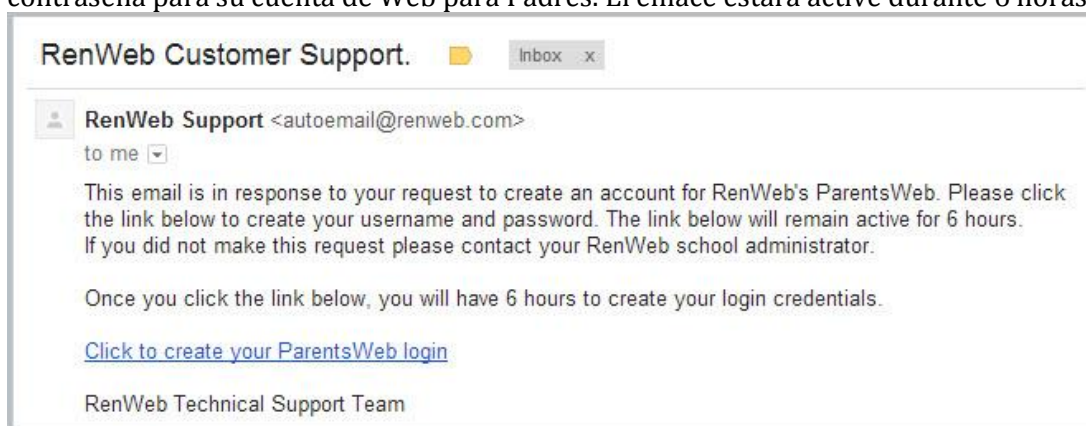 contraseña para su cuenta de Web para Padres. El enlace estará active durante 6 horas
RenWeb Customer Support. Inbox x
RenWeb Support <autoemail@renweb.com>
to me
This email is in response to your request to create an account for RenWeb's ParentsWeb. Please click
the link below to create your username and password. The link below will remain active for 6 hours.
If you did not make this request please contact your RenWeb school administrator.
Once you click the link below, you will have 6 hours to create your login credentials.
Click to create your ParentsWeb login
RenWeb Technical Support Team